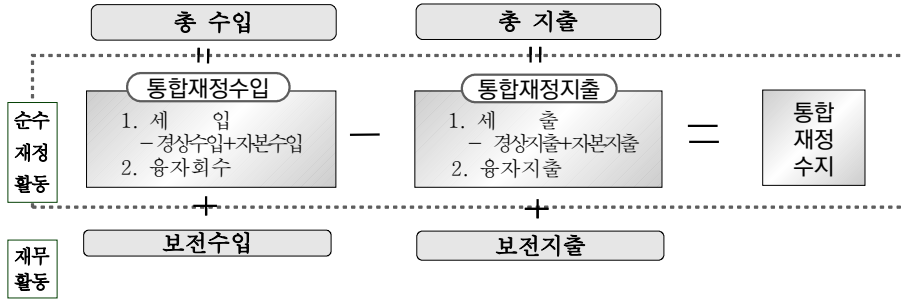 총 수입
총 지출
통합재정수입
통합재정지출
순수
재정
활동
1. 세 입
- 경상수입+자본수입
2. 융자회수
1. 세 출
- 경상지출+자본지출
2. 융자지출
통합
재정
수지
보전수입
보전지출
재무
활동